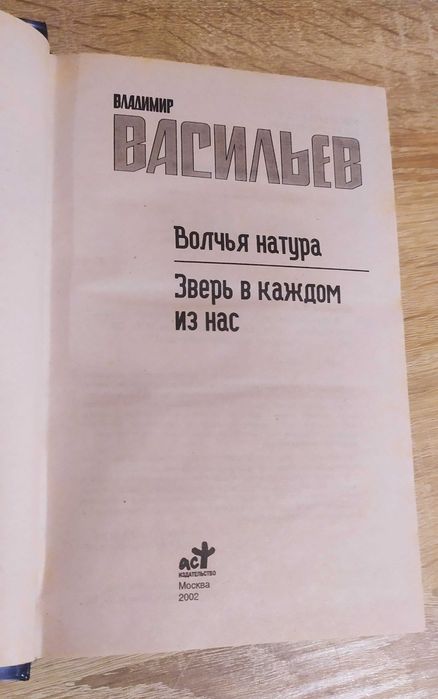 ВЛАДИМИР
ВАСИЛЬЕВ
Волчья натура
Зверь в каждом
из нас
аст
ИЗДАТЕЛЬСТВО
Москва
2002